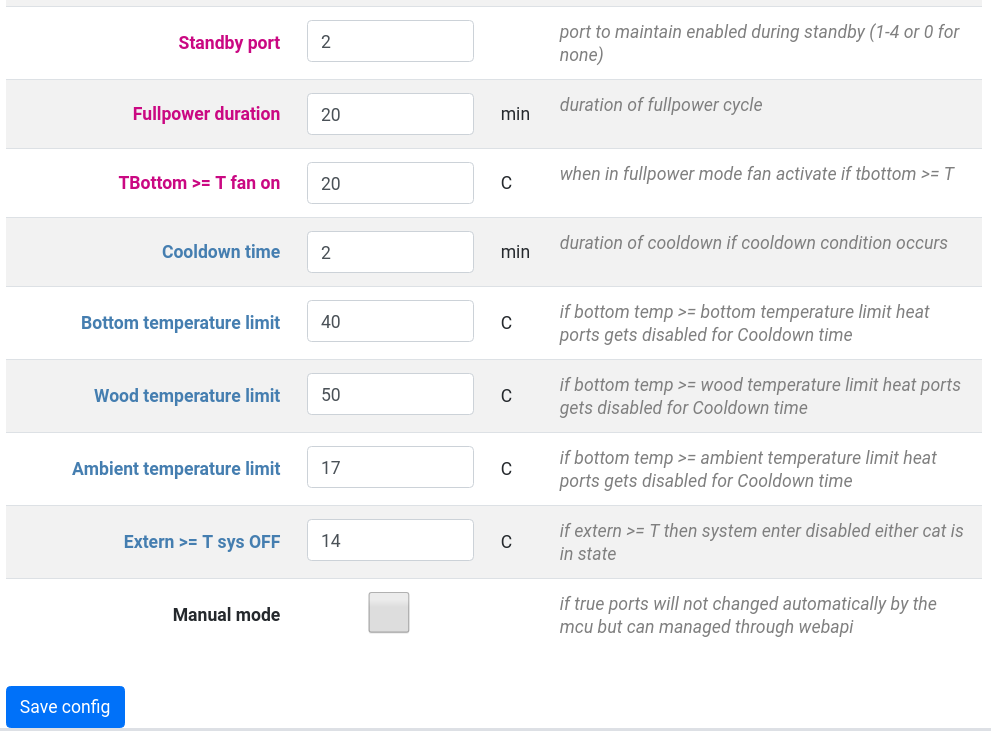 Standby port 2 port to maintain enabled during standby (1-4 or 0 for
none)
Fullpower duration 20 min duration of fullpower cycle
TBottom >= T fan on 20 C when in fullpower mode fan activate if tbottom >= T
Cooldown time 2 min duration of cooldown if cooldown condition occurs
Bottom temperature limit 40 C if bottom temp >= bottom temperature limit heat
ports gets disabled for Cooldown time
Wood temperature limit 50 C if bottom temp >= wood temperature limit heat ports
gets disabled for Cooldown time
Ambient temperature limit 17 C if bottom temp >= ambient temperature limit heat
ports gets disabled for Cooldown time
Extern >= T sys OFF 14 C if extern >= T then system enter disabled either cat is
in state
Manual mode if true ports will not changed automatically by the
mcu but can managed through webapi
Save config